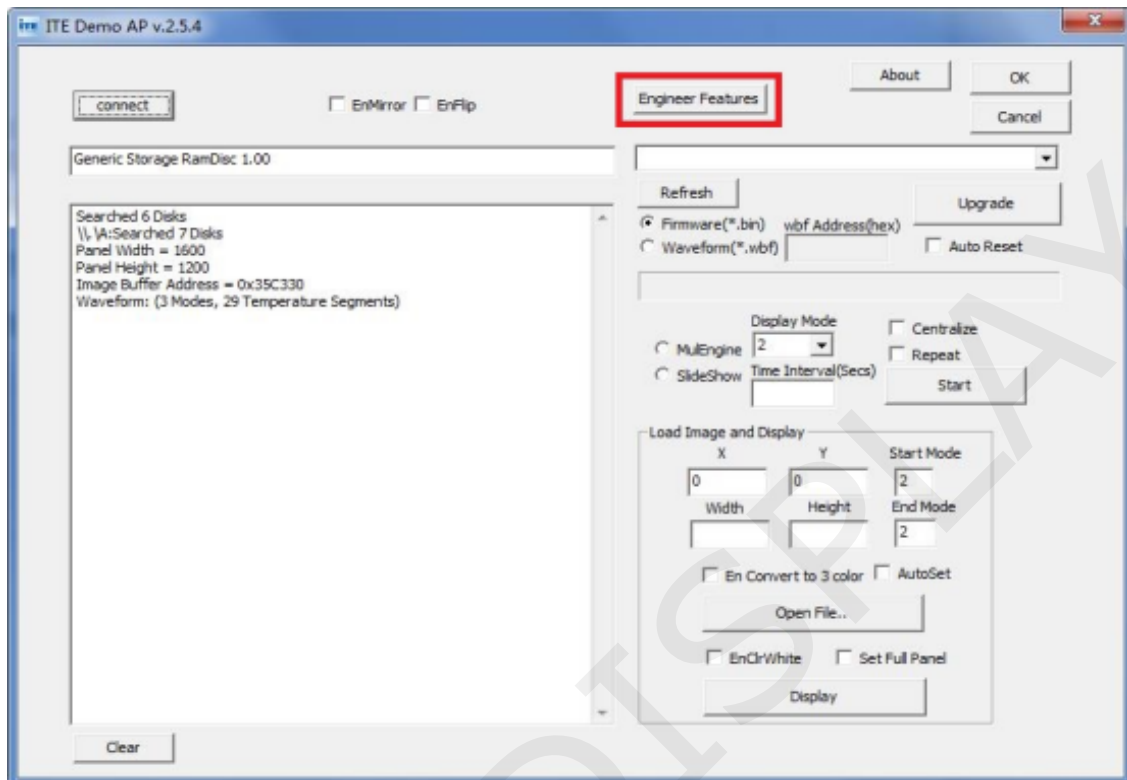 ITE ITE Demo AP v.2.5.4
About
OK
connect
EnMirror
EnFlip
Engineer Features
Cancel
Generic Storage RamDisc 1.00
Refresh
Upgrade
Searched 6 Disks
\\. \A:Searched 7 Disks
Panel Width = 1600
Panel Height = 1200
Image Buffer Address = 0x35C330
Waveform: (3 Modes, 29 Temperature Segments)
Firmware(*.bin)
wbf Address(hex)
Waveform(*.wbf)
Auto Reset
Display Mode
MulEngine
2
Centralize
Repeat
SlideShow
Time Interval(Secs)
Start
Load Image and Display
X
Y
Start Mode
0
0
2
Width
Height
End Mode
2
En Convert to 3 color
AutoSet
Open File..
EnClrWhite
Set Full Panel
Display
Clear
DISPLAY